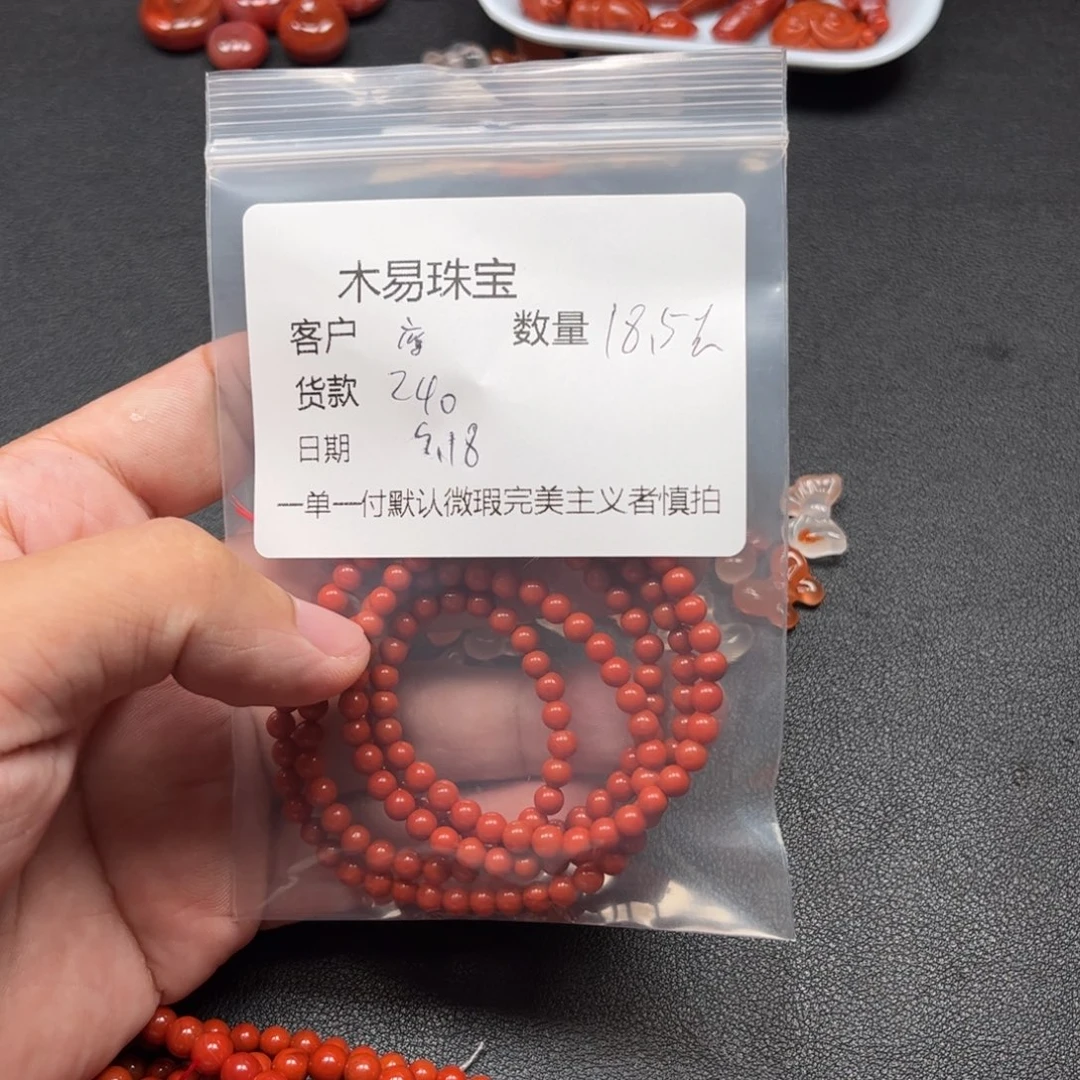 木易珠宝
客户 数量 18.5
货款 240
日期 9.18
一单一付默认微瑕完美主义者慎拍